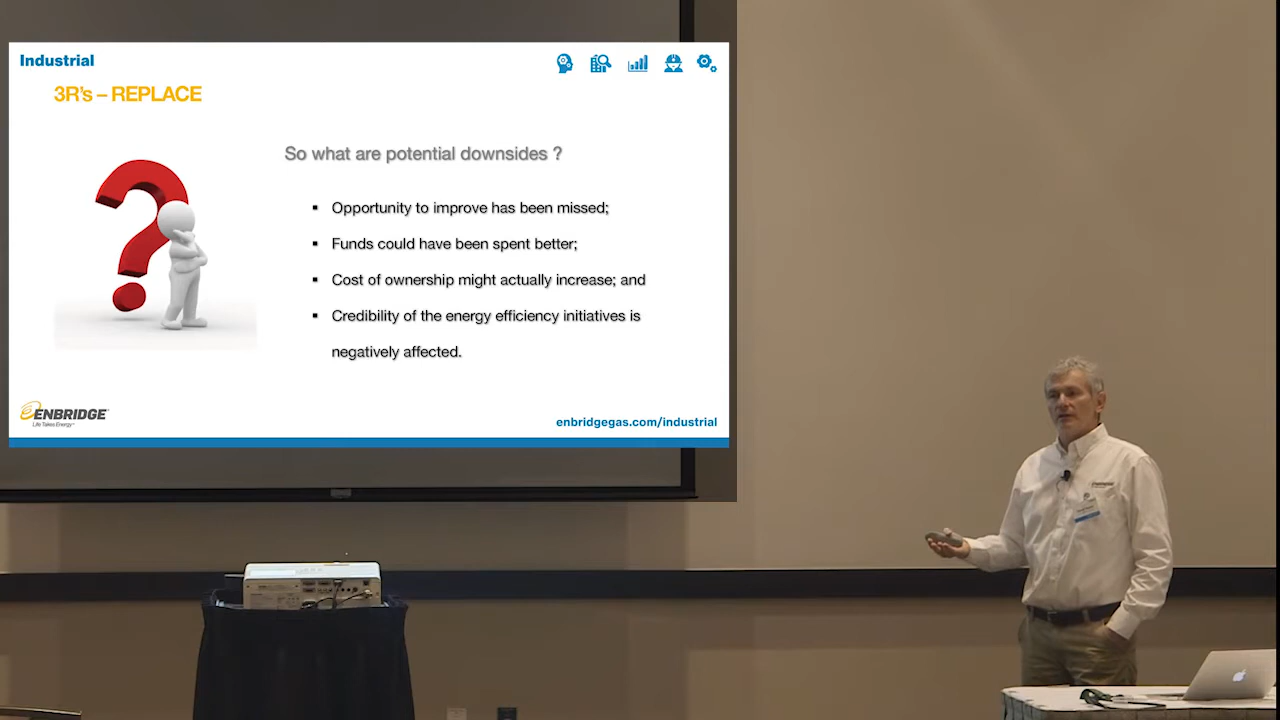 Industrial
3R's – REPLACE
So what are potential downsides ?
▪ Opportunity to improve has been missed;
▪ Funds could have been spent better;
▪ Cost of ownership might actually increase; and
▪ Credibility of the energy efficiency initiatives is
negatively affected.
ENBRIDGE™
Life Takes Energy™
enbridgegas.com/industrial